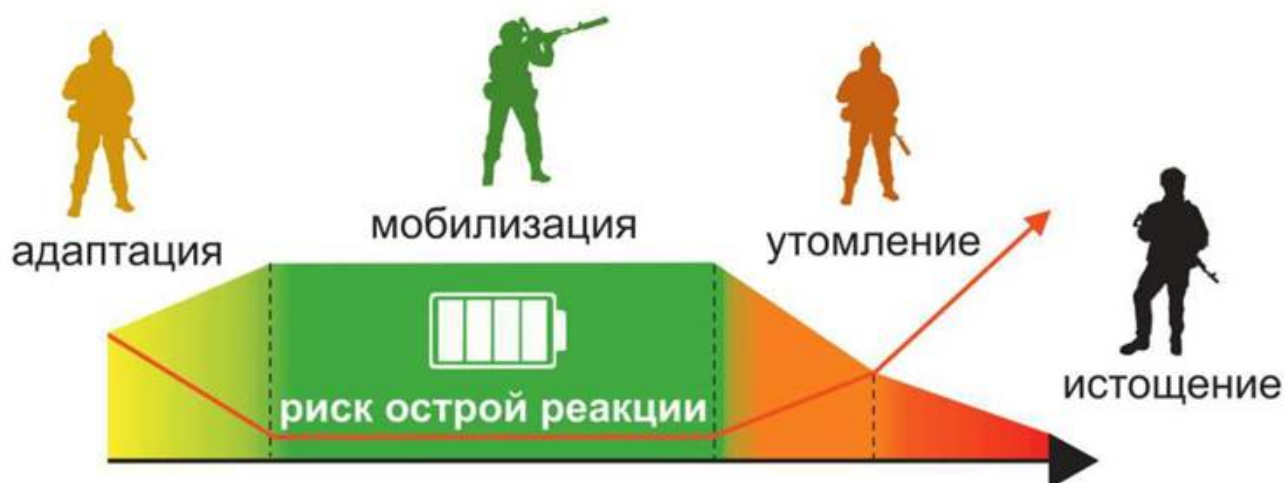 адаптация
мобилизация
утомление
истощение
риск острой реакции